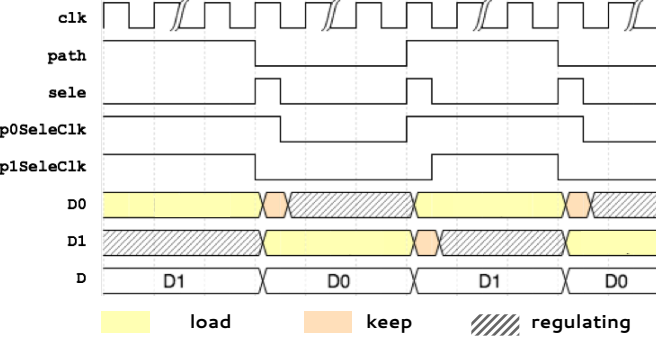 clk
path
sele
p0SeleClk
p1SeleClk
D0
D1
D D1 D0 D1 D0
load keep regulating